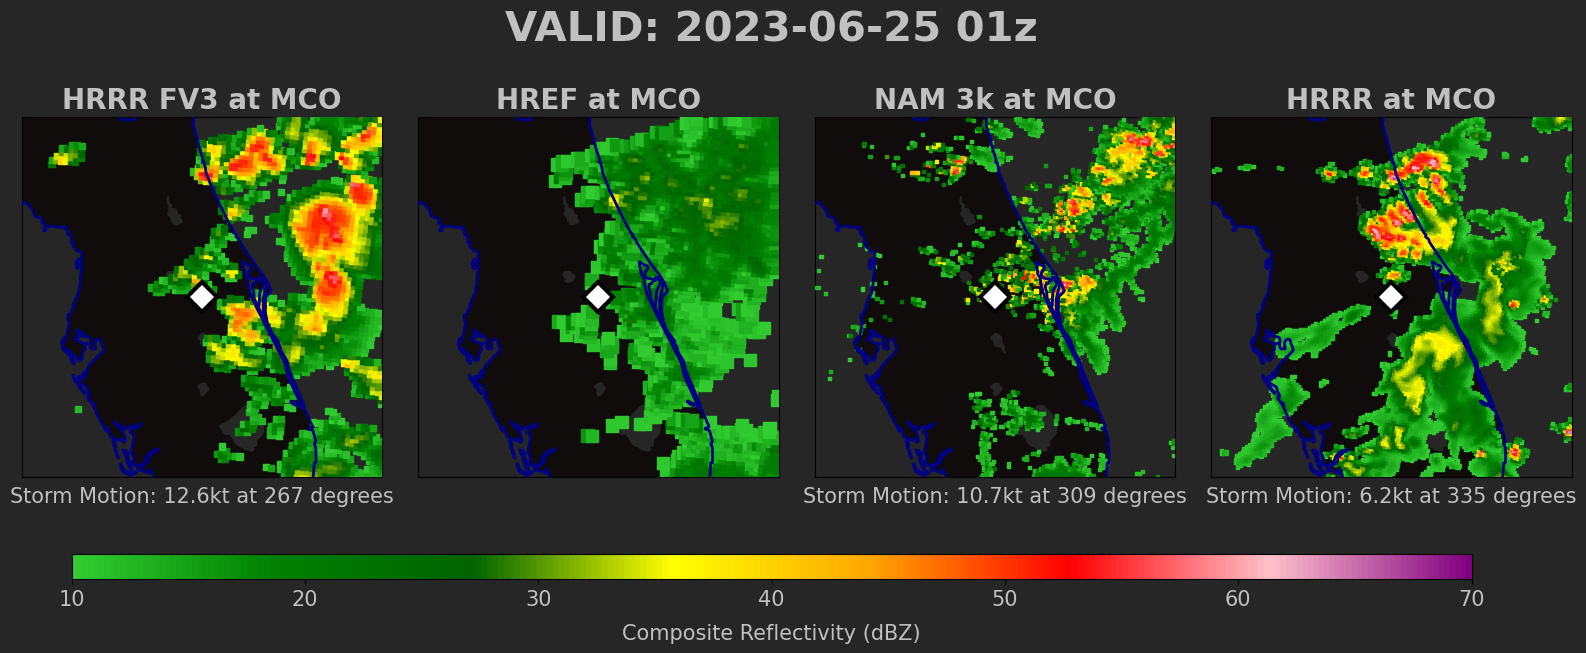 VALID: 2023-06-25 01z
HRRR FV3 at MCO
HREF at MCO
NAM 3k at MCO
HRRR at MCO
Storm Motion: 12.6kt at 267 degrees
Storm Motion: 10.7kt at 309 degrees
Storm Motion: 6.2kt at 335 degrees
10 20 30 40 50 60 70
Composite Reflectivity (dBZ)